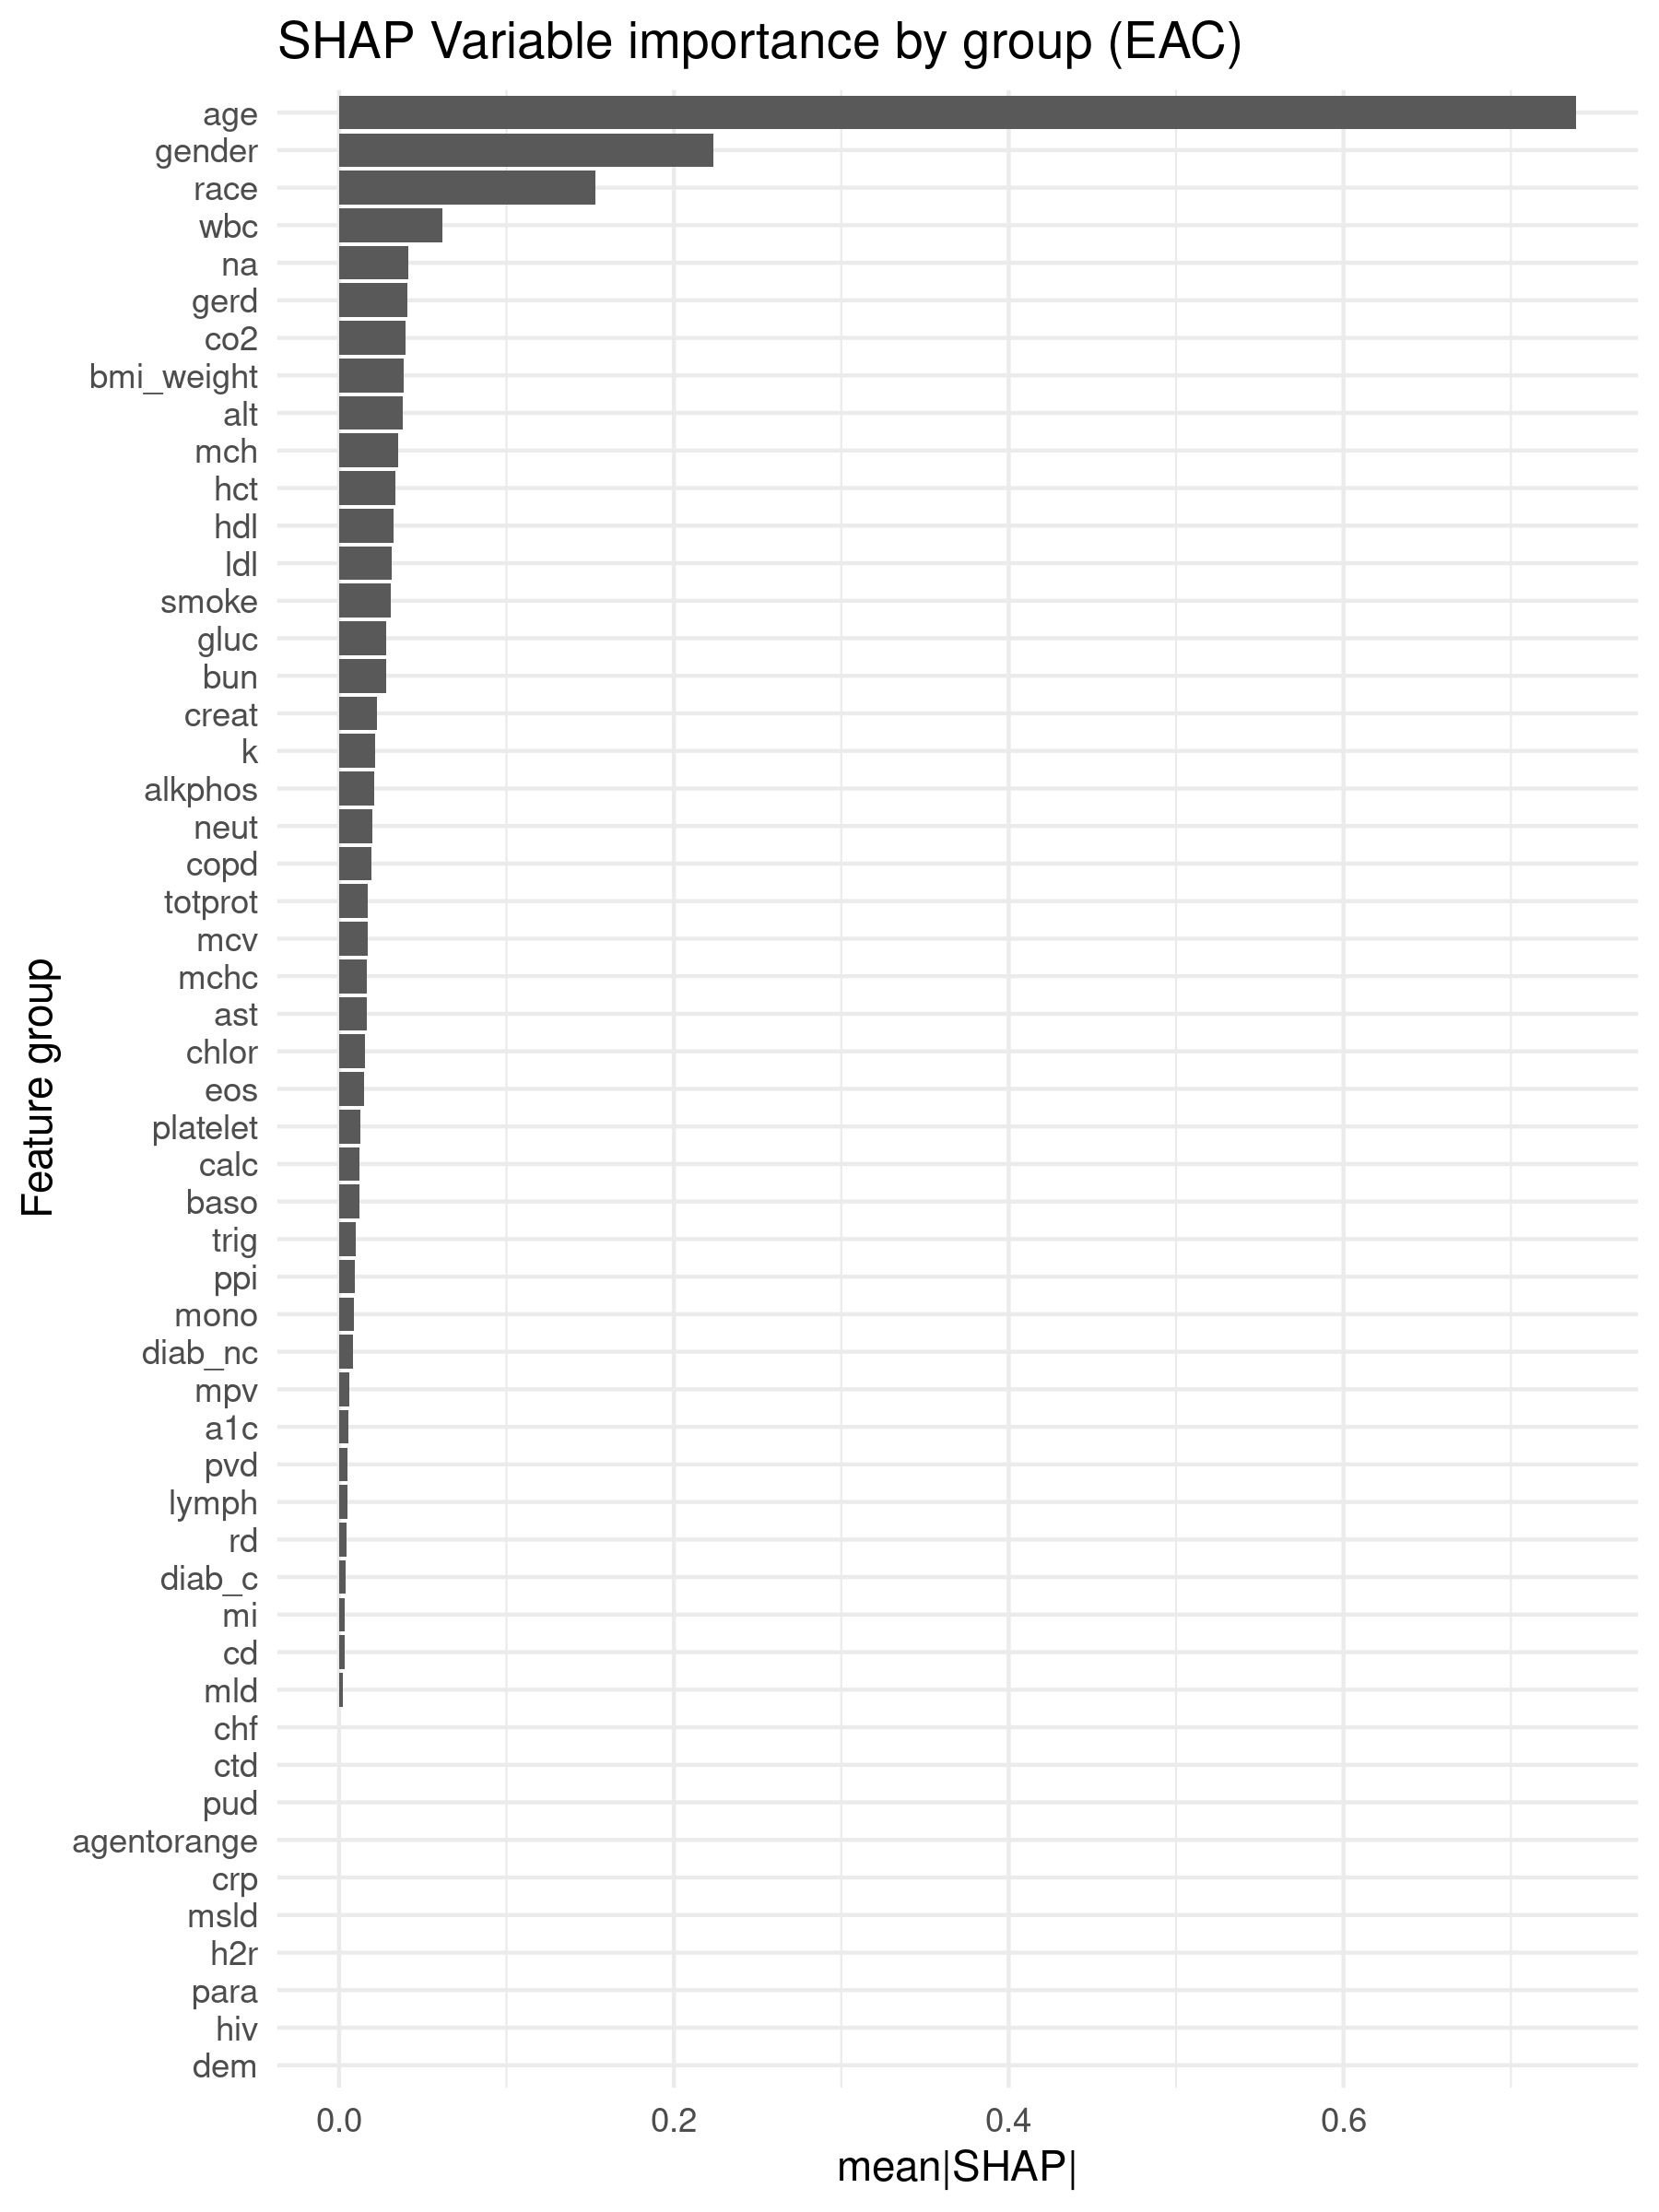 SHAP Variable importance by group (EAC)
age
gender
race
wbc
na
gerd
co2
bmi_weight
alt
mch
hct
hdl
ldl
smoke
gluc
bun
creat
k
alkphos
neut
copd
totprot
mcv
mchc
ast
chlor
eos
platelet
calc
baso
trig
ppi
mono
diab_nc
mpv
a1c
pvd
lymph
rd
diab_c
mi
cd
mld
chf
ctd
pud
agentorange
crp
msld
h2r
para
hiv
dem
Feature group
0.0 0.2 0.4 0.6
mean|SHAP|